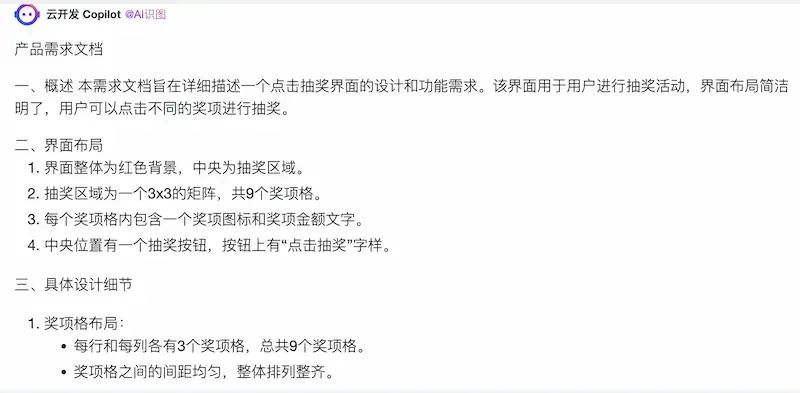 云开发 Copilot @AI识图
产品需求文档
一、概述 本需求文档旨在详细描述一个点击抽奖界面的设计和功能需求。该界面用于用户进行抽奖活动，界面布局简洁
明了，用户可以点击不同的奖项进行抽奖。
二、界面布局
1. 界面整体为红色背景，中央为抽奖区域。
2. 抽奖区域为一个3x3的矩阵，共9个奖项格。
3. 每个奖项格内包含一个奖项图标和奖项金额文字。
4. 中央位置有一个抽奖按钮，按钮上有“点击抽奖”字样。
三、具体设计细节
1. 奖项格布局：
• 每行和每列各有3个奖项格，总共9个奖项格。
• 奖项格之间的间距均匀，整体排列整齐。